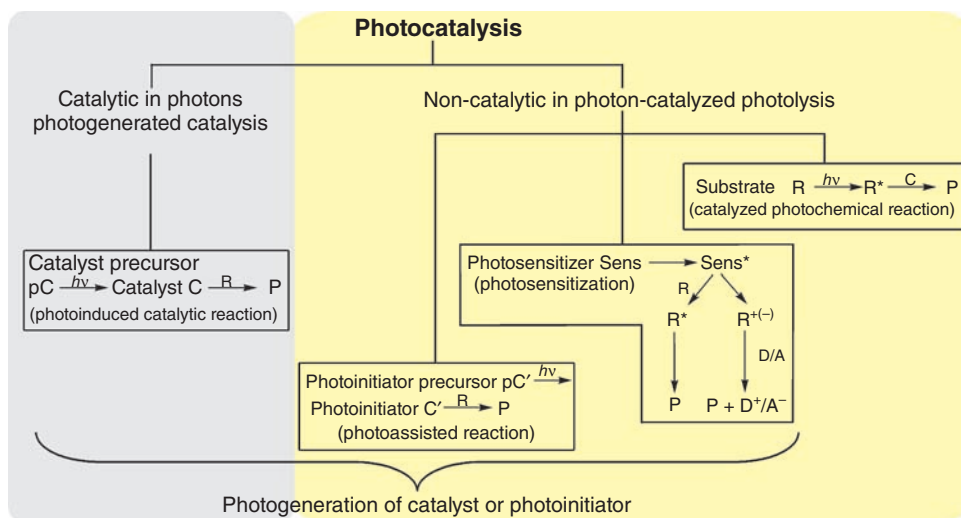 Photocatalysis
Catalytic in photons
photogenerated catalysis
Non-catalytic in photon-catalyzed photolysis
Substrate R hν R* C P
(catalyzed photochemical reaction)
Catalyst precursor
pC hν Catalyst C R P
(photoinduced catalytic reaction)
Photosensitizer Sens Sens*
(photosensitization)
R
R* R+(–)
D/A
P P + D+/A–
Photoinitiator precursor pC′ hν
Photoinitiator C′ R P
(photoassisted reaction)
Photogeneration of catalyst or photoinitiator